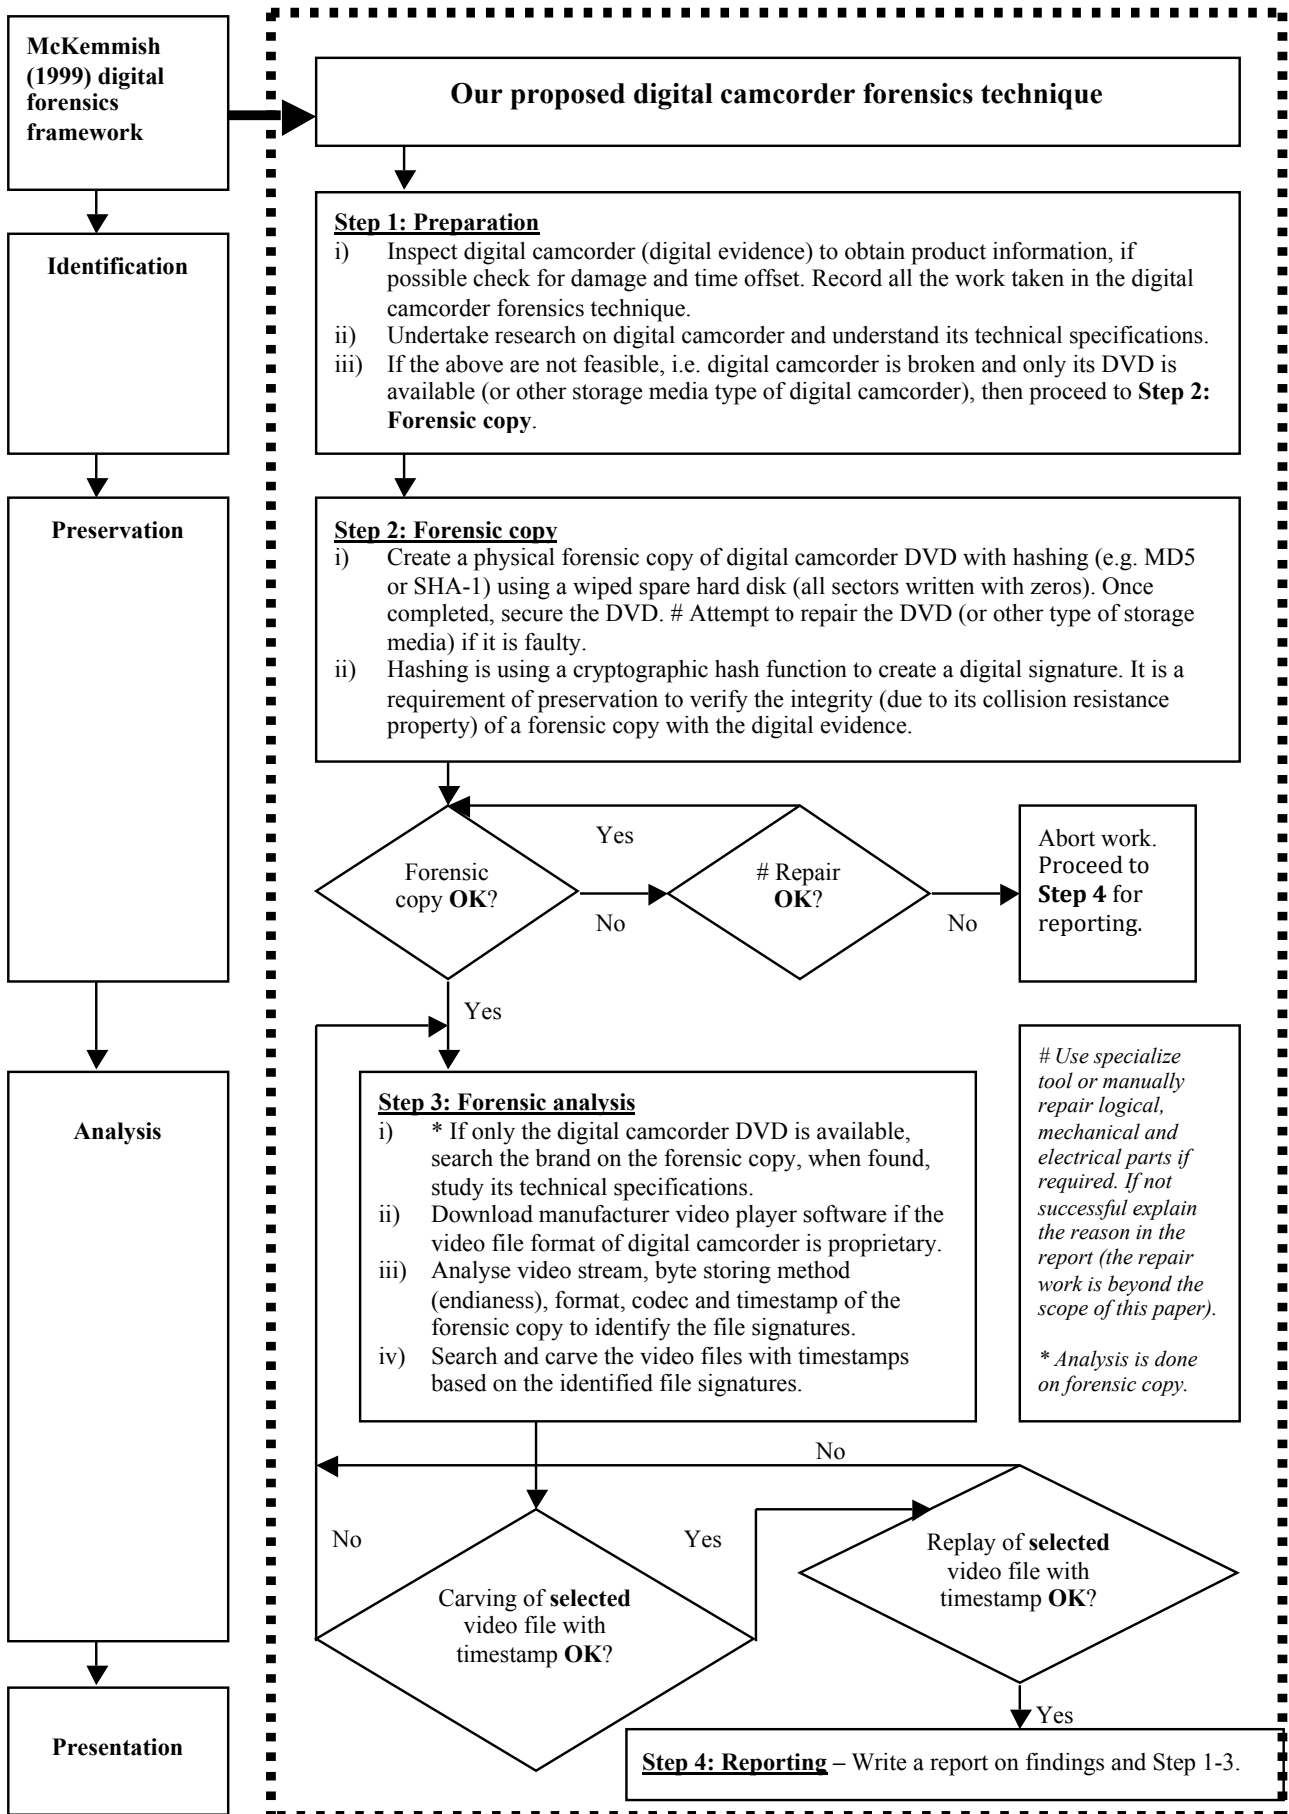 McKemmish
(1999) digital
forensics
framework
Our proposed digital camcorder forensics technique
Identification
Step 1: Preparation
i) Inspect digital camcorder (digital evidence) to obtain product information, if
possible check for damage and time offset. Record all the work taken in the digital
camcorder forensics technique.
ii) Undertake research on digital camcorder and understand its technical specifications.
iii) If the above are not feasible, i.e. digital camcorder is broken and only its DVD is
available (or other storage media type of digital camcorder), then proceed to Step 2:
Forensic copy.
Preservation
Step 2: Forensic copy
i) Create a physical forensic copy of digital camcorder DVD with hashing (e.g. MD5
or SHA-1) using a wiped spare hard disk (all sectors written with zeros). Once
completed, secure the DVD. # Attempt to repair the DVD (or other type of storage
media) if it is faulty.
ii) Hashing is using a cryptographic hash function to create a digital signature. It is a
requirement of preservation to verify the integrity (due to its collision resistance
property) of a forensic copy with the digital evidence.
Forensic
copy OK?
Yes
No
# Repair
OK?
No
Abort work.
Proceed to
Step 4 for
reporting.
Yes
Analysis
Step 3: Forensic analysis
i) * If only the digital camcorder DVD is available,
search the brand on the forensic copy, when found,
study its technical specifications.
ii) Download manufacturer video player software if the
video file format of digital camcorder is proprietary.
iii) Analyse video stream, byte storing method
(endianess), format, codec and timestamp of the
forensic copy to identify the file signatures.
iv) Search and carve the video files with timestamps
based on the identified file signatures.
# Use specialize
tool or manually
repair logical,
mechanical and
electrical parts if
required. If not
successful explain
the reason in the
report (the repair
work is beyond the
scope of this paper).
* Analysis is done
on forensic copy.
No
No
Yes
Carving of selected
video file with
timestamp OK?
Replay of selected
video file with
timestamp OK?
Yes
Presentation
Step 4: Reporting – Write a report on findings and Step 1-3.